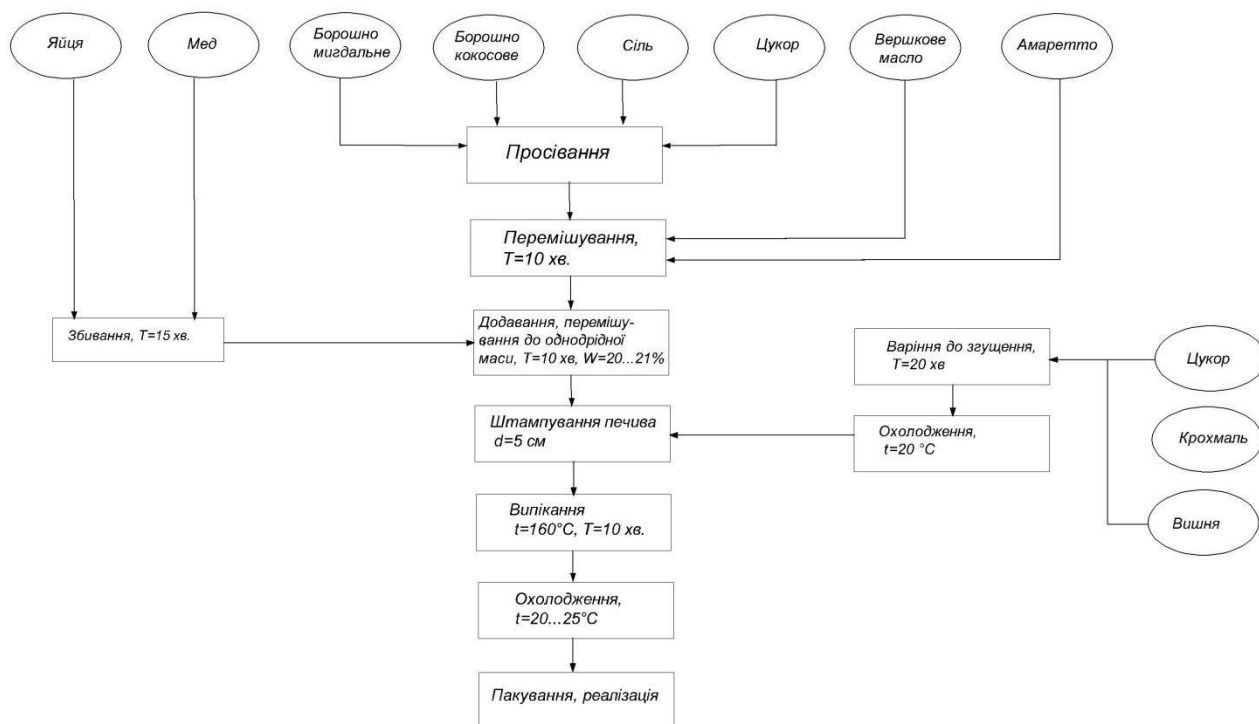 Яйця
Мед
Борошно
мигдальне
Борошно
кокосове
Сіль
Цукор
Вершкове
масло
Амаретто
Просівання
Перемішування,
Т=10 хв.
Збивання, Т=15 хв.
Додавання, перемішу-
вання до однодрідної
маси, Т=10 хв, W=20...21%
Варіння до згущення,
Т=20 хв
Цукор
Штампування печива
d=5 см
Охолодження,
t=20 °С
Крохмаль
Випікання
t=160°С, Т=10 хв.
Вишня
Охолодження,
t=20...25°С
Пакування, реалізація